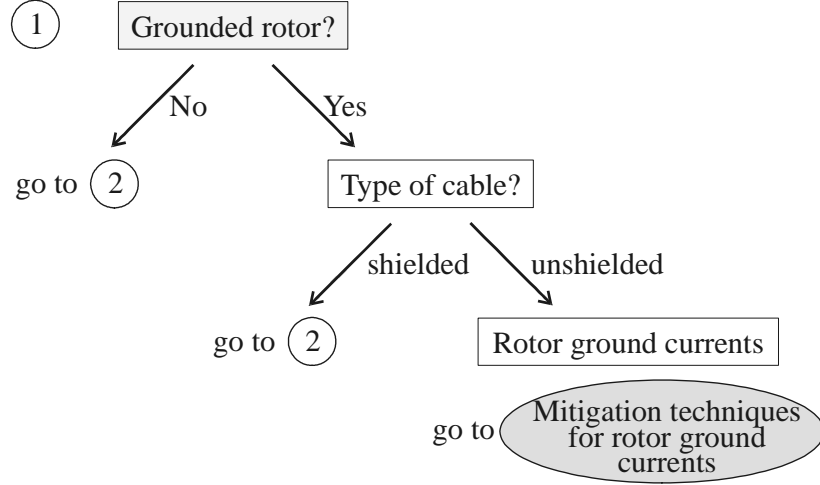 1 Grounded rotor?
No Yes
go to 2 Type of cable?
shielded unshielded
go to 2 Rotor ground currents
Mitigation techniques
go to for rotor ground
currents